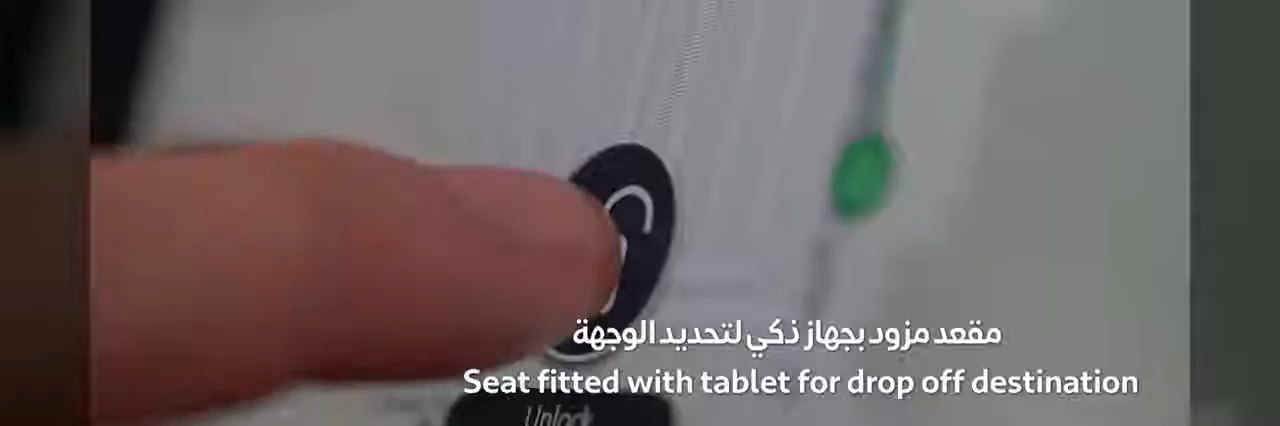 مقعد مزود بجهاز ذكي لتحديد الوجهة
Seat fitted with tablet for drop off destination
Unlock